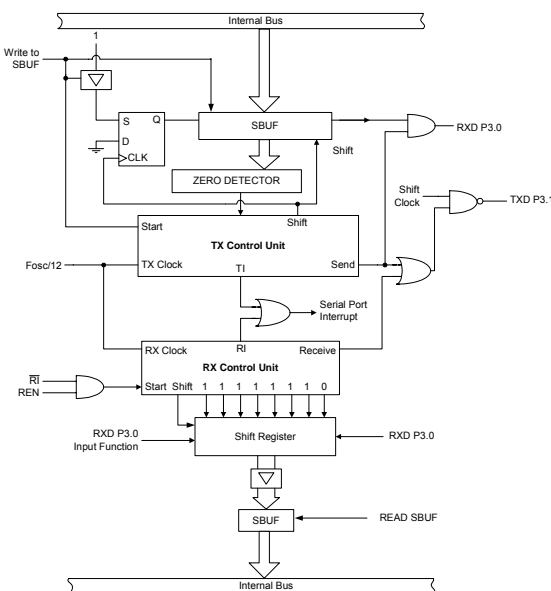 Internal Bus
Write to
SBUF
1
S
Q
D
CLK
SBUF
RXD P3.0
Shift
ZERO DETECTOR
Shift
Clock
TXD P3.1
Shift
Start
TX Control Unit
Fosc/12
TX Clock
TI
Send
Serial Port
Interrupt
RX Clock
RI
Receive
RX Control Unit
RI
REN
Start Shift 1 1 1 1 1 1 1 0
RXD P3.0
Input Function
Shift Register
RXD P3.0
SBUF
READ SBUF
Internal Bus